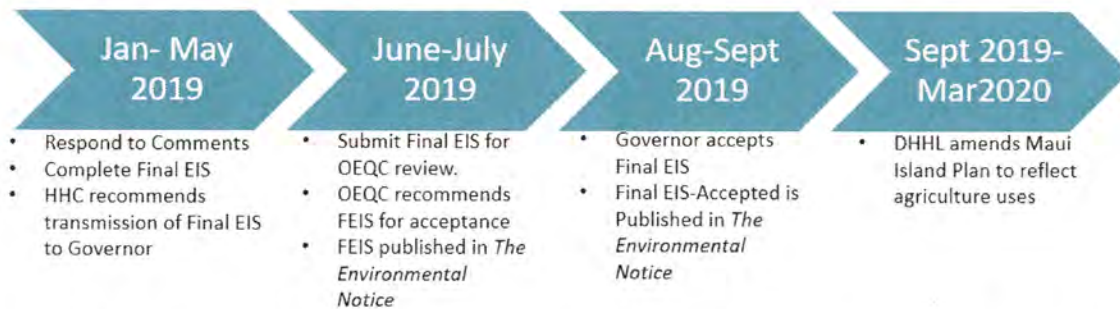 Jan- May
2019
• Respond to Comments
• Complete Final EIS
• HHC recommends
transmission of Final EIS
to Governor
June-July
2019
• Submit Final EIS for
OEQC review.
• OEQC recommends
FEIS for acceptance
• FEIS published in The
Environmental
Notice
Aug-Sept
2019
• Governor accepts
Final EIS
• Final EIS-Accepted is
Published in The
Environmental
Notice
Sept 2019-
Mar2020
• DHHL amends Maui
Island Plan to reflect
agriculture uses